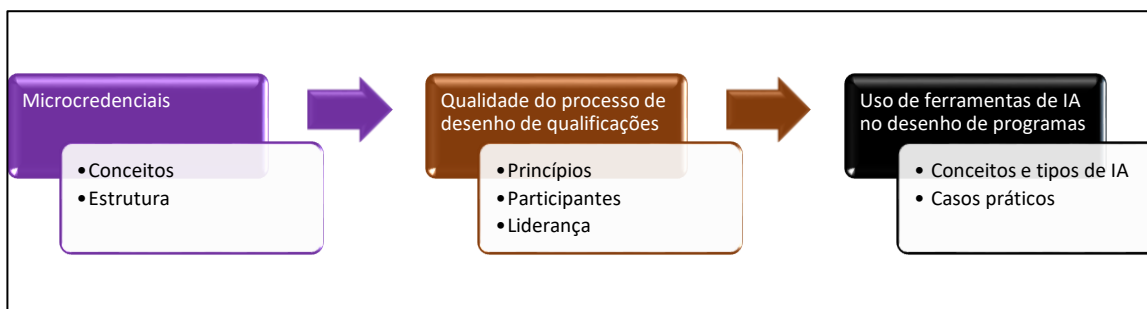 Microcredenciais
•Conceitos
•Estrutura
Qualidade do processo de
desenho de qualificações
•Princípios
•Participantes
•Liderança
Uso de ferramentas de IA
no desenho de programas
• Conceitos e tipos de IA
• Casos práticos